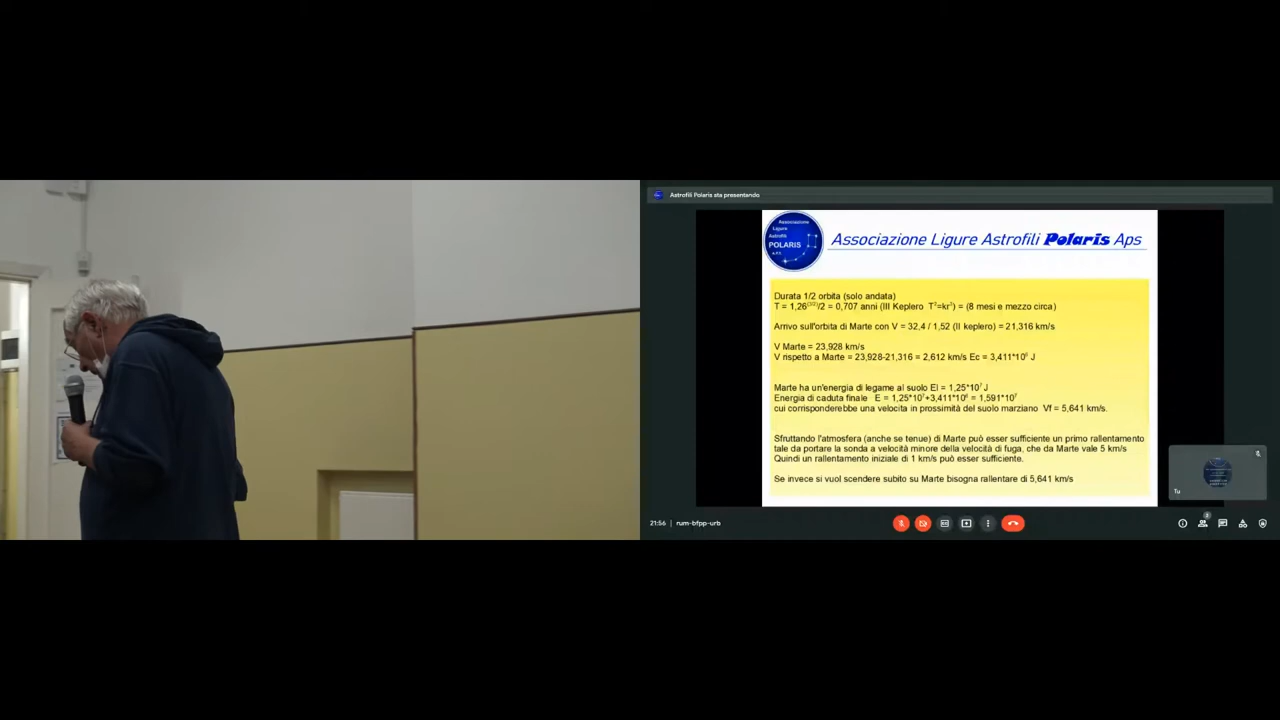 Astrofili Polaris sta presentando
Associazione
Ligure
Astrofili
POLARIS
A.P.S.
Associazione Ligure Astrofili Polaris Aps
Durata 1/2 orbita (solo andata)
T = 1,26^(3/2)/2 = 0,707 anni (III Keplero T²=kr³) = (8 mesi e mezzo circa)
Arrivo sull'orbita di Marte con V = 32,4 / 1,52 (II keplero) = 21,316 km/s
V Marte = 23,928 km/s
V rispetto a Marte = 23,928-21,316 = 2,612 km/s Ec = 3,411*10⁶ J
Marte ha un'energia di legame al suolo El = 1,25*10⁷ J
Energia di caduta finale E = 1,25*10⁷+3,411*10⁶ = 1,591*10⁷
cui corrisponderebbe una velocita in prossimità del suolo marziano Vf = 5,641 km/s.
Sfruttando l'atmosfera (anche se tenue) di Marte può esser sufficiente un primo rallentamento
tale da portare la sonda a velocità minore della velocità di fuga, che da Marte vale 5 km/s
Quindi un rallentamento iniziale di 1 km/s può esser sufficiente.
Se invece si vuol scendere subito su Marte bisogna rallentare di 5,641 km/s
Tu
21:56 | rum-bfpp-urb
3